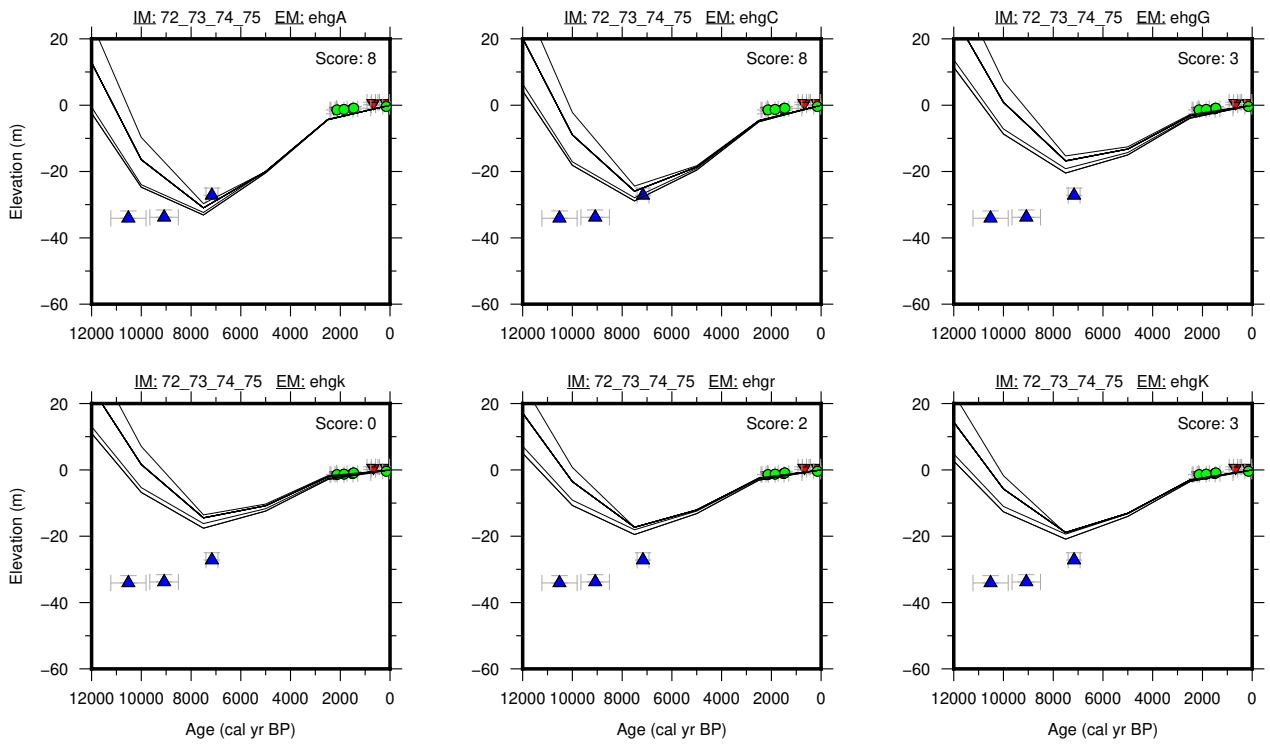 IM: 72_73_74_75 EM: ehgA
IM: 72_73_74_75 EM: ehgC
IM: 72_73_74_75 EM: ehgG
20
0
−20
−40
−60
Elevation (m)
Score: 8
12000 10000 8000 6000 4000 2000 0
20
0
−20
−40
−60
Score: 8
12000 10000 8000 6000 4000 2000 0
20
0
−20
−40
−60
Score: 3
12000 10000 8000 6000 4000 2000 0
IM: 72_73_74_75 EM: ehgk
IM: 72_73_74_75 EM: ehgr
IM: 72_73_74_75 EM: ehgK
20
0
−20
−40
−60
Elevation (m)
Score: 0
12000 10000 8000 6000 4000 2000 0
Age (cal yr BP)
20
0
−20
−40
−60
Score: 2
12000 10000 8000 6000 4000 2000 0
Age (cal yr BP)
20
0
−20
−40
−60
Score: 3
12000 10000 8000 6000 4000 2000 0
Age (cal yr BP)